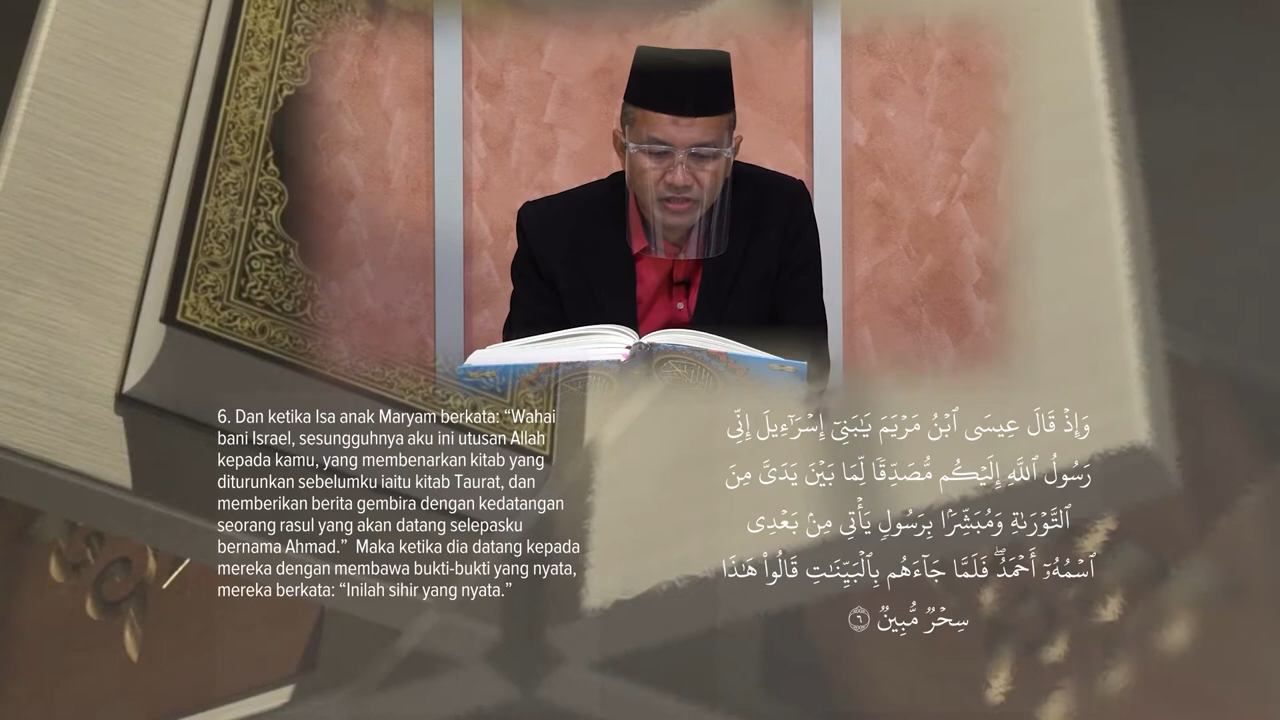 6. Dan ketika Isa anak Maryam berkata: “Wahai
bani Israel, sesungguhnya aku ini utusan Allah
kepada kamu, yang membenarkan kitab yang
diturunkan sebelumku iaitu kitab Taurat, dan
memberikan berita gembira dengan kedatangan
seorang rasul yang akan datang selepasku
bernama Ahmad.”  Maka ketika dia datang kepada
mereka dengan membawa bukti-bukti yang nyata,
mereka berkata: “Inilah sihir yang nyata.”
وَإِذۡ قَالَ عِيسَى ٱبۡنُ مَرۡيَمَ يَٰبَنِيٓ إِسۡرَٰٓءِيلَ إِنِّي
رَسُولُ ٱللَّهِ إِلَيۡكُم مُّصَدِّقٗا لِّمَا بَيۡنَ يَدَيَّ مِنَ
ٱلتَّوۡرَىٰةِ وَمُبَشِّرَۢا بِرَسُولٖ يَأۡتِي مِنۢ بَعۡدِي
ٱسۡمُهُۥٓ أَحۡمَدُۖ فَلَمَّا جَآءَهُم بِٱلۡبَيِّنَٰتِ قَالُواْ هَٰذَا
سِحۡرٞ مُّبِينٞ ٦